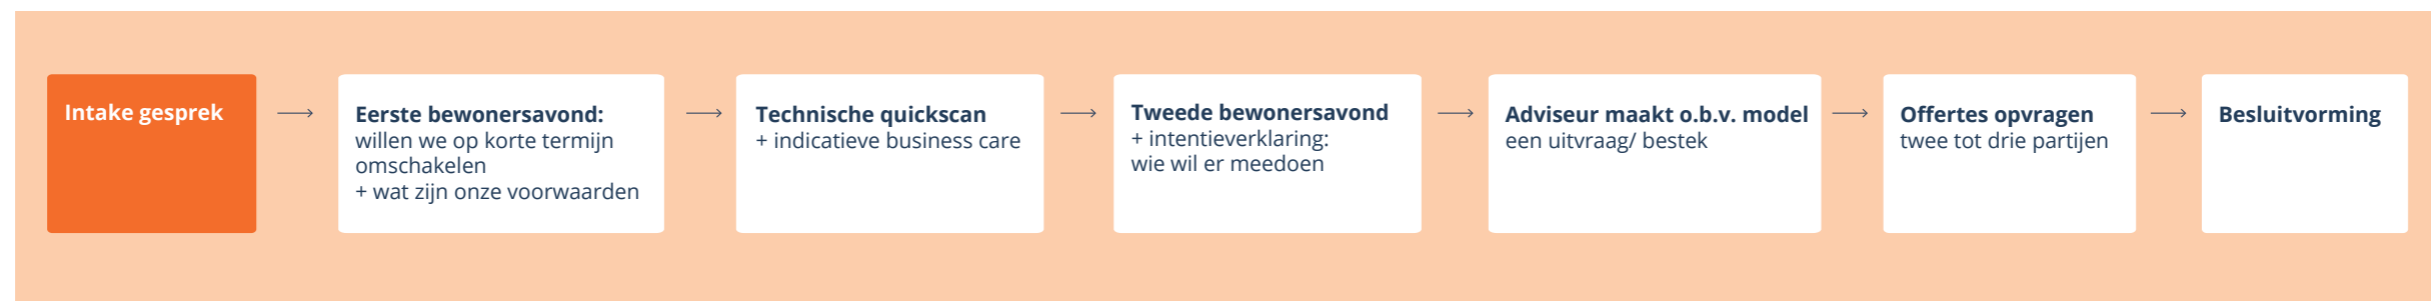 Intake gesprek
Eerste bewonersavond:
willen we op korte termijn
omschakelen
+ wat zijn onze voorwaarden
Technische quickscan
+ indicatieve business care
Tweede bewonersavond
+ intentieverklaring:
wie wil er meedoen
Adviseur maakt o.b.v. model
een uitvraag/ bestek
Offertes opvragen
twee tot drie partijen
Besluitvorming